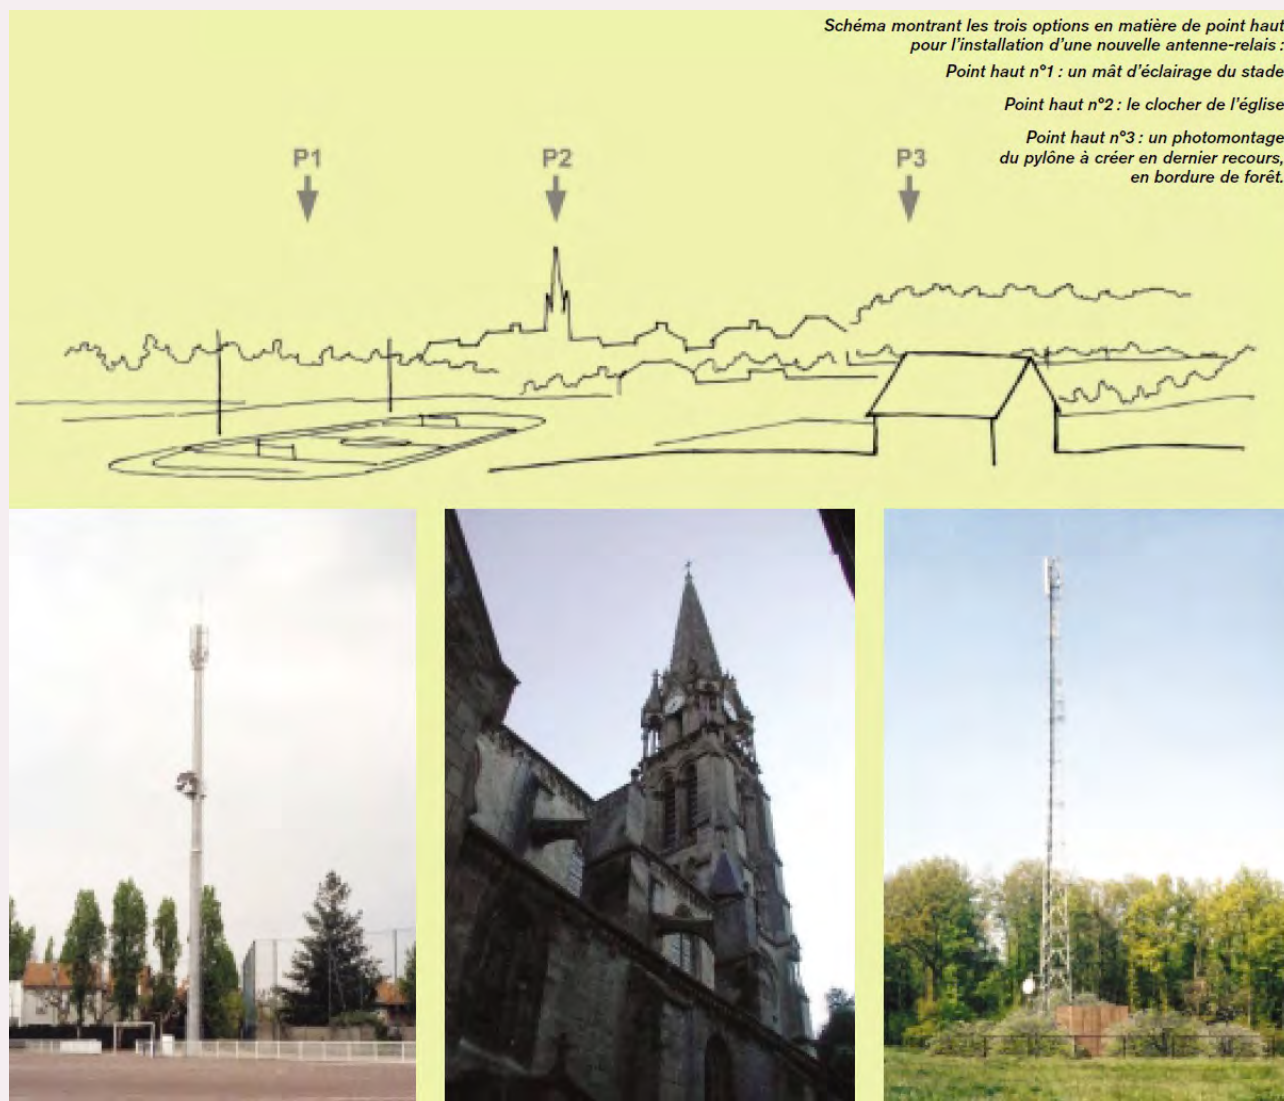 Schéma montrant les trois options en matière de point haut
pour l'installation d'une nouvelle antenne-relais :
Point haut n°1 : un mât d'éclairage du stade
Point haut n°2 : le clocher de l'église
Point haut n°3 : un photomontage
du pylône à créer en dernier recours,
en bordure de forêt.
P1
P2
P3